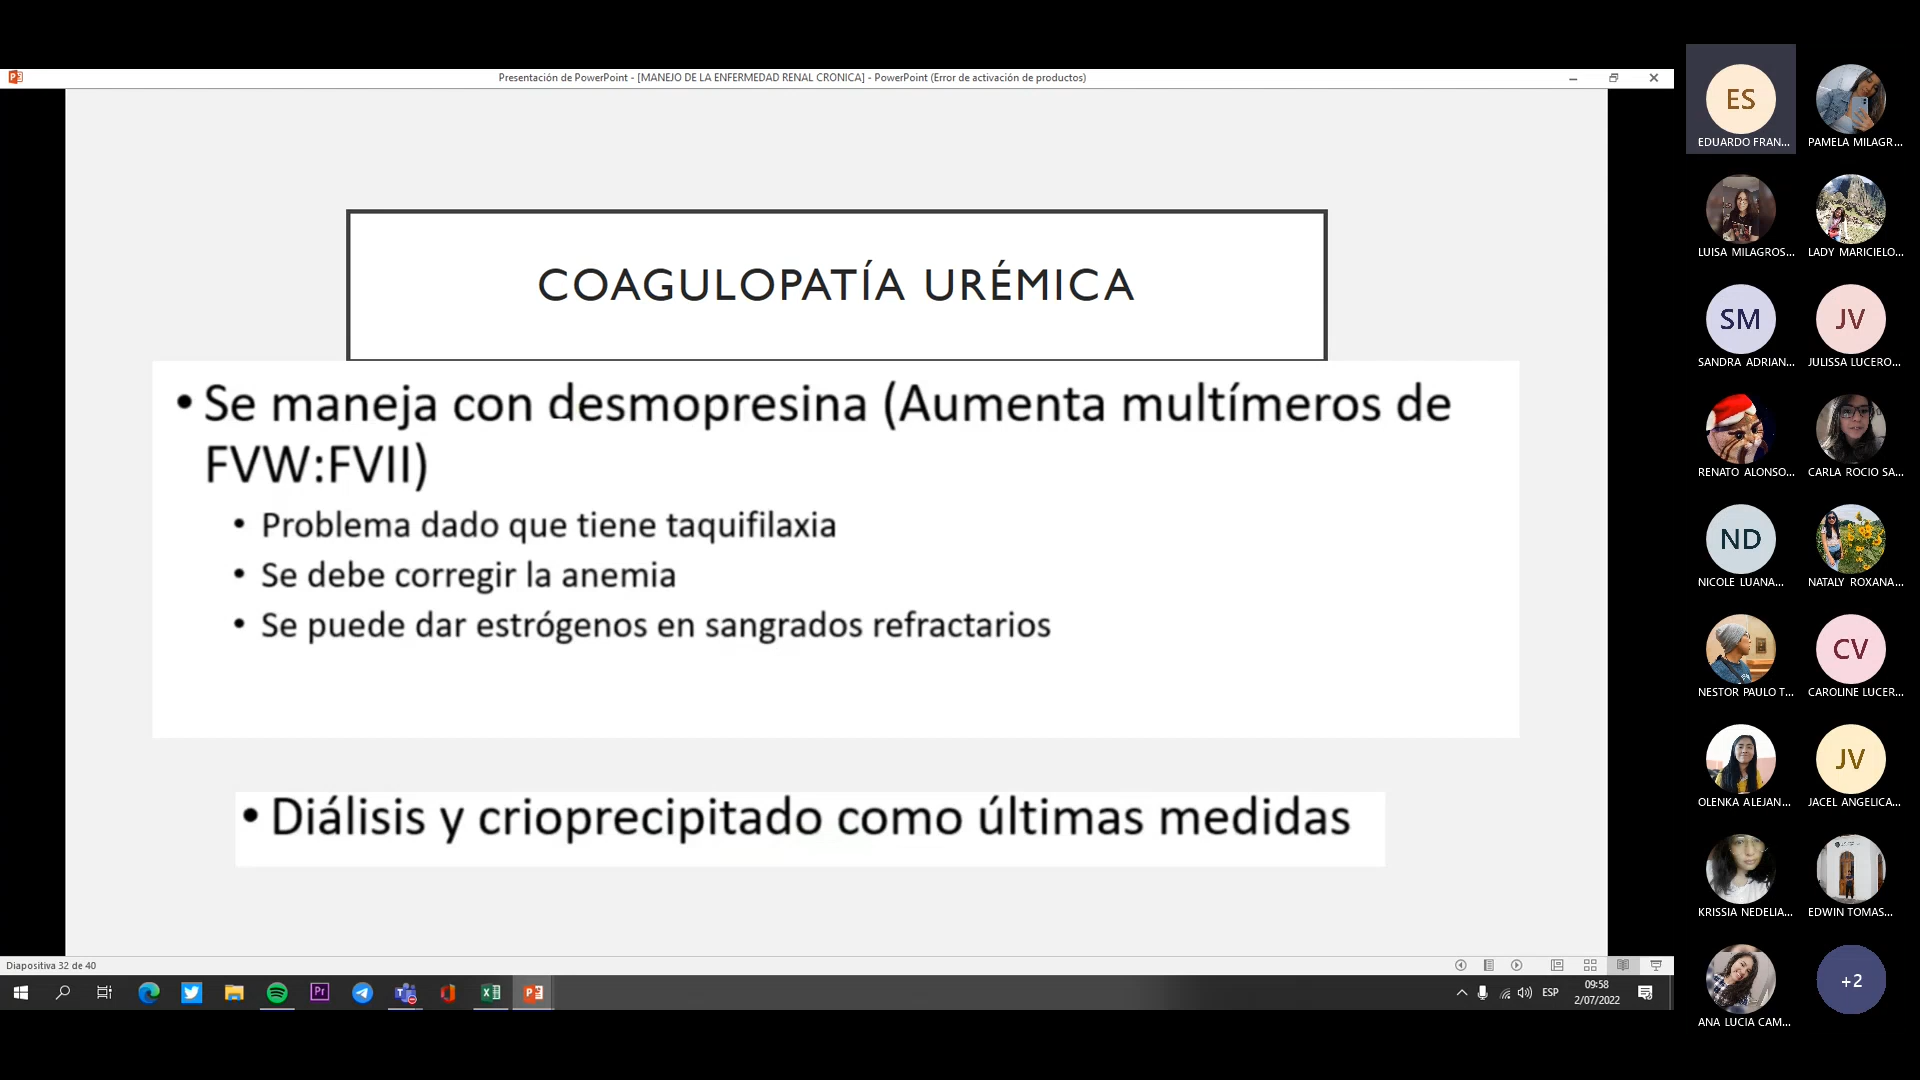 Presentación de PowerPoint - [MANEJO DE LA ENFERMEDAD RENAL CRONICA] - PowerPoint (Error de activación de productos)
COAGULOPATÍA URÉMICA
• Se maneja con desmopresina (Aumenta multímeros de
FVW:FVII)
• Problema dado que tiene taquifilaxia
• Se debe corregir la anemia
• Se puede dar estrógenos en sangrados refractarios
• Diálisis y crioprecipitado como últimas medidas
Diapositiva 32 de 40
ESP
09:58
2/07/2022
ES
EDUARDO FRAN...
PAMELA MILAGR...
LUISA MILAGROS...
LADY MARICIELO...
SM
SANDRA ADRIAN...
JV
JULISSA LUCERO...
RENATO ALONSO...
CARLA ROCIO SA...
ND
NICOLE LUANA...
NATALY ROXANA...
NESTOR PAULO T...
CV
CAROLINE LUCER...
OLENKA ALEJAN...
JV
JACEL ANGELICA...
KRISSIA NEDELIA...
EDWIN TOMAS...
ANA LUCIA CAM...
+2
Pr